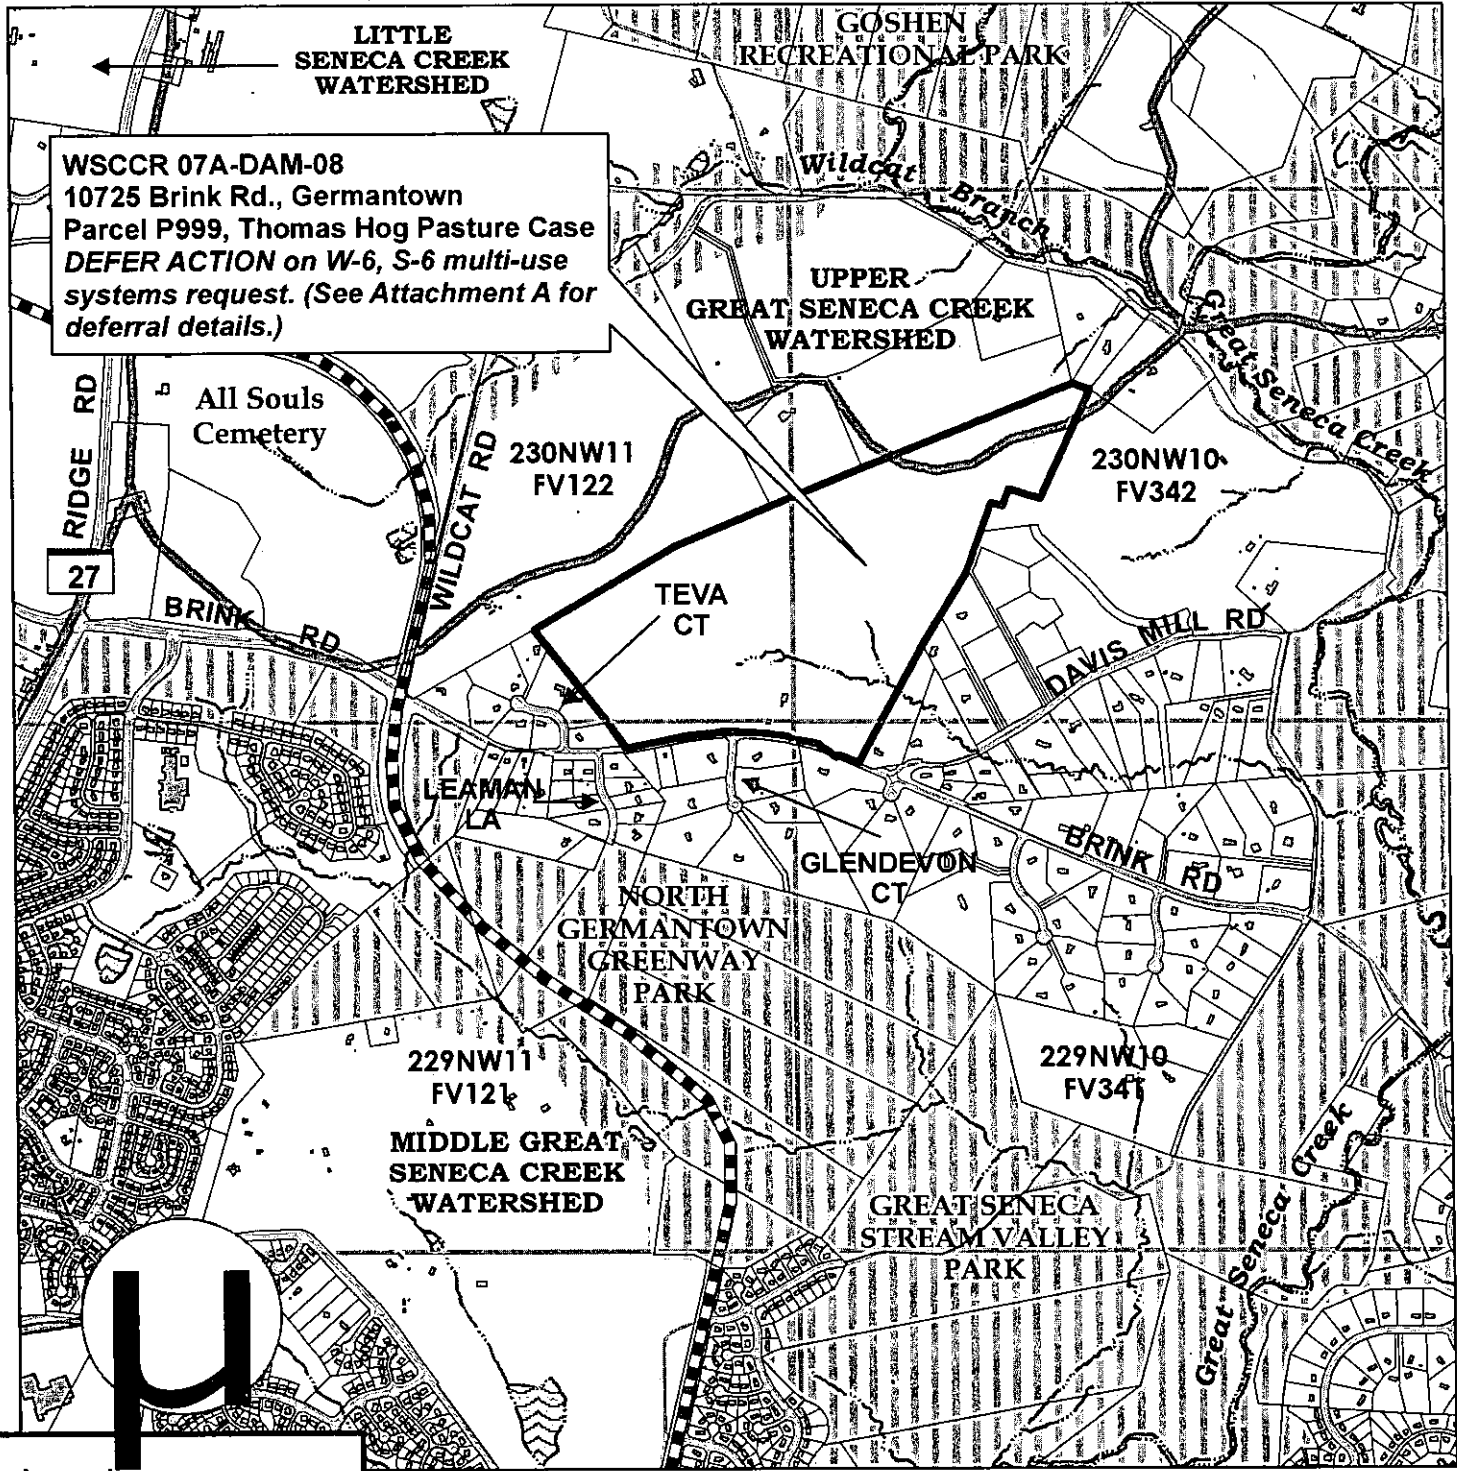 LITTLE
SENECA CREEK
WATERSHED
GOSHEN
RECREATIONAL PARK
WSCCR 07A-DAM-08
10725 Brink Rd., Germantown
Parcel P999, Thomas Hog Pasture Case
DEFER ACTION on W-6, S-6 multi-use
systems request. (See Attachment A for
deferral details.)
Wildcat Branch
UPPER
GREAT SENECA CREEK
WATERSHED
Great Seneca Creek
RIDGE RD
All Souls
Cemetery
WILDCAT RD
230NW11
FV122
230NW10
FV342
27
BRINK RD
TEVA
CT
DAVIS MILL RD
LEAMAN
LA
GLENDEVON
CT
BRINK RD
NORTH
GERMANTOWN
GREENWAY
PARK
229NW11
FV121
229NW10
FV341
MIDDLE GREAT
SENECA CREEK
WATERSHED
GREAT SENECA
STREAM VALLEY
PARK
Great Seneca Creek
µ